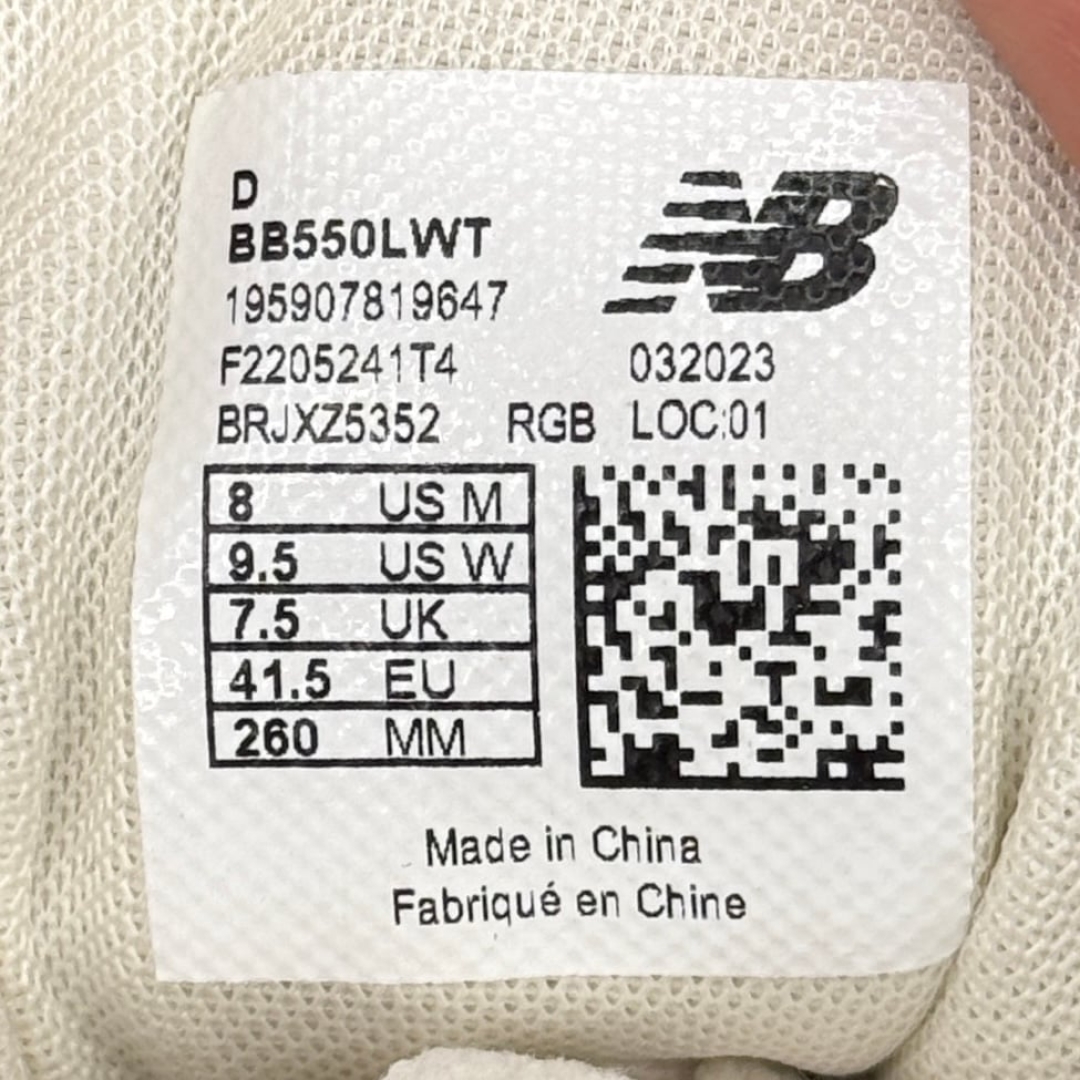 D
BB550LWT
NB
195907819647
F2205241T4 032023
BRJXZ5352 RGB LOC:01
8 US M
9.5 US W
7.5 UK
41.5 EU
260 MM
Made in China
Fabriqué en Chine